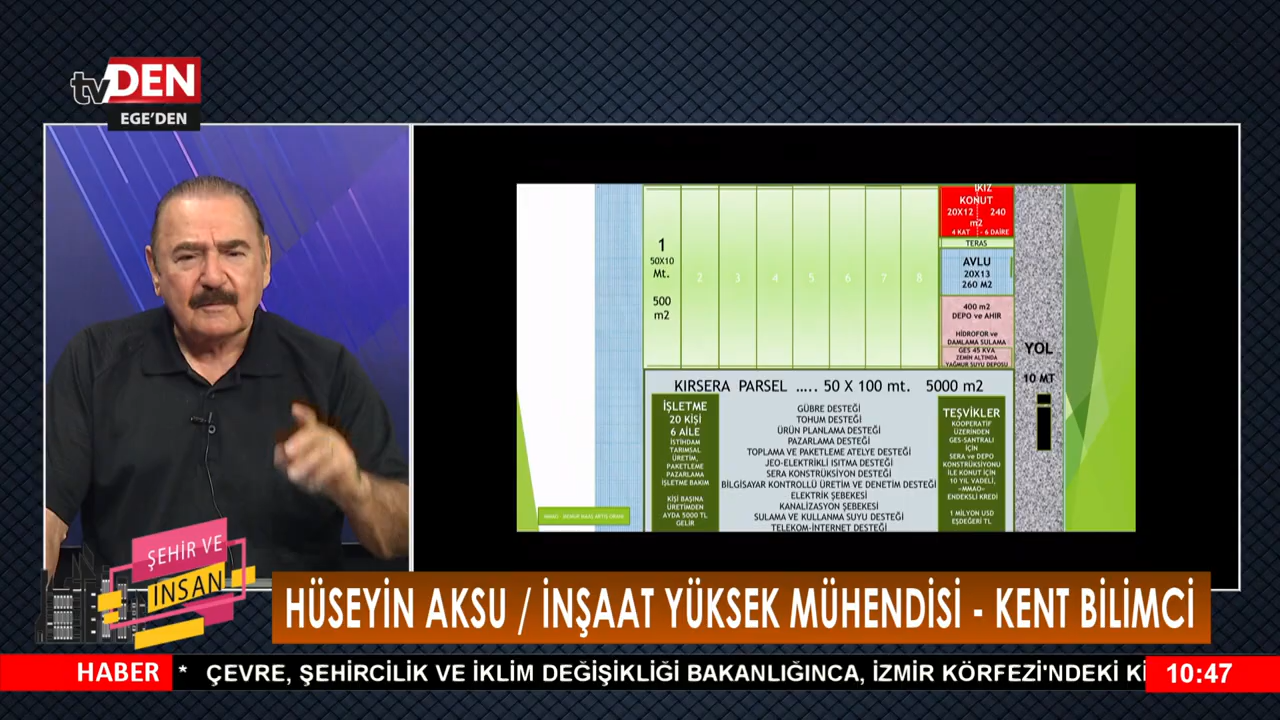 tvDEN
EGE'DEN
1
50X10
Mt.
500
m2
2
3
4
5
6
7
8
İKİZ
KONUT
20X12 240
m2
4 KAT - 6 DAİRE
TERAS
AVLU
20X13
260 M2
400 m2
DEPO ve AHIR
HİDROFOR ve
DAMLAMA SULAMA
GES 45 KVA
ZEMİN ALTINDA
YAĞMUR SUYU DEPOSU
YOL
10 MT
KIRSERA PARSEL ..... 50 X 100 mt. 5000 m2
İŞLETME
20 KİŞİ
6 AİLE
İSTİHDAM
TARIMSAL
ÜRETİM,
PAKETLEME
PAZARLAMA
İŞLETME BAKIM
KİŞİ BAŞINA
ÜRETİMDEN
AYDA 5000 TL
GELİR
GÜBRE DESTEĞİ
TOHUM DESTEĞİ
ÜRÜN PLANLAMA DESTEĞİ
PAZARLAMA DESTEĞİ
TOPLAMA VE PAKETLEME ATELYE DESTEĞİ
JEO-ELEKTRİKLİ ISITMA DESTEĞİ
SERA KONSTRÜKSİYON DESTEĞİ
BİLGİSAYAR KONTROLLÜ ÜRETİM VE DENETİM DESTEĞİ
ELEKTRİK ŞEBEKESİ
KANALİZASYON ŞEBEKESİ
SULAMA VE KULLANMA SUYU DESTEĞİ
TELEKOM-İNTERNET DESTEĞİ
TEŞVİKLER
KOOPERATİF
ÜZERİNDEN
GES-SANTRALI
İÇİN
SERA ve DEPO
KONSTRÜKSİYONU
İLE KONUT İÇİN
10 YIL VADELİ,
=MMAO=
ENDEKSLİ KREDİ
1 MİLYON USD
EŞDEĞERİ TL
ŞEHİR VE
İNSAN
HÜSEYİN AKSU / İNŞAAT YÜKSEK MÜHENDİSİ - KENT BİLİMCİ
HABER * ÇEVRE, ŞEHİRCİLİK VE İKLİM DEĞİŞİKLİĞİ BAKANLIĞINCA, İZMİR KÖRFEZİ'NDEKİ Kİ 10:47